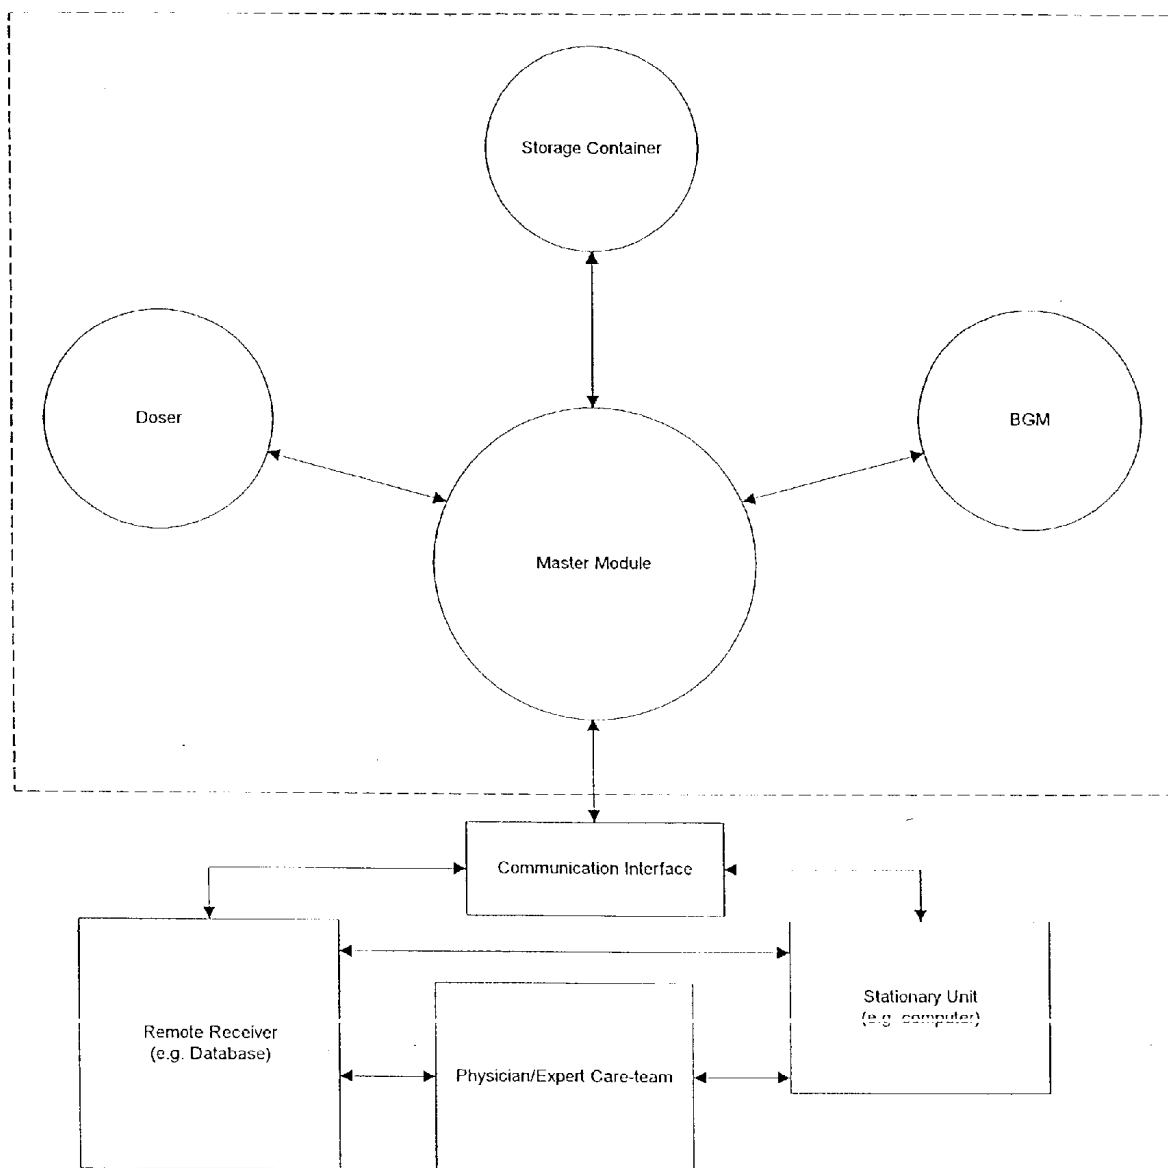 Storage Container
Doser
BGM
Master Module
Communication Interface
Stationary Unit
(e.g. computer)
Remote Receiver
(e.g. Database)
Physician/Expert Care-team